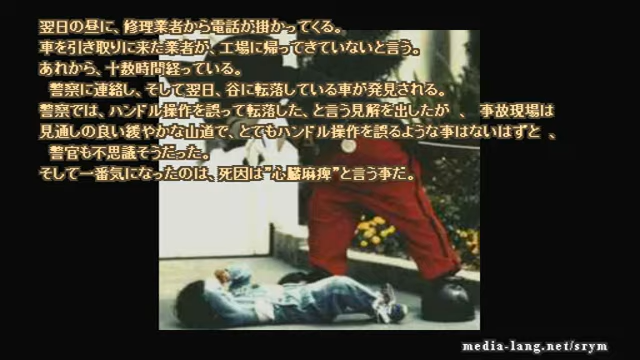 翌日の昼に、修理業者から電話が掛かってくる。
車を引き取りに来た業者が、工場に帰ってきていないと言う。
あれから、十数時間経っている。
警察に連絡し、そして翌日、谷に転落している車が発見される。
警察では、ハンドル操作を誤って転落した、と言う見解を出したが 、 事故現場は
見通しの良い緩やかな山道で、とてもハンドル操作を誤るような事はないはずと 、
警官も不思議そうだった。
そして一番気になったのは、死因は"心臓麻痺"と言う事だ。
media-lang.net/srym